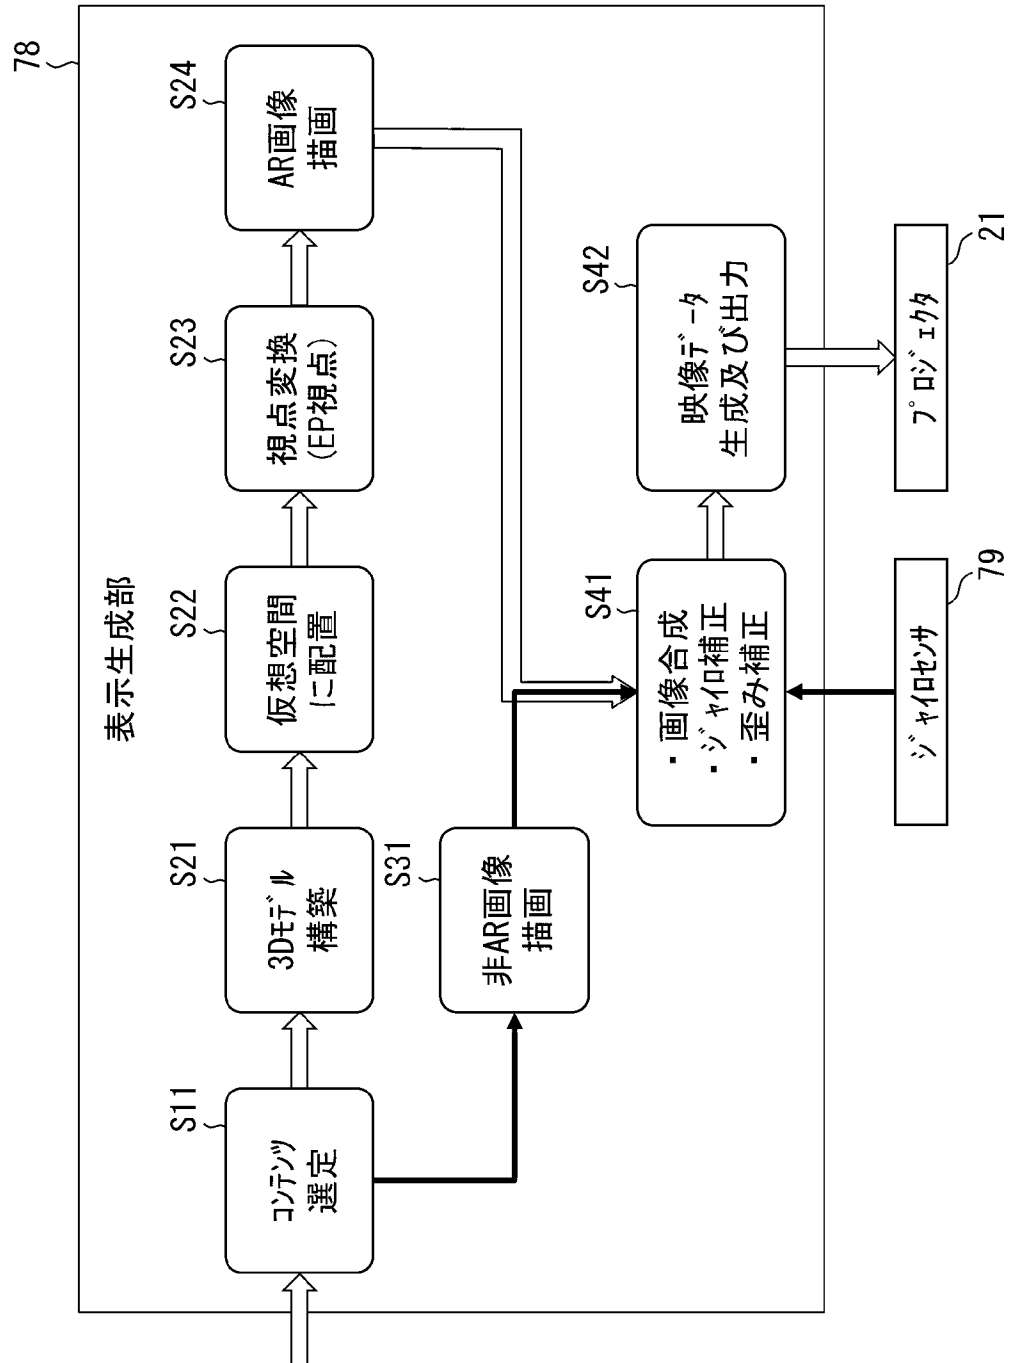 表示生成部
78
S11
コンテンツ
選定
S21
3Dモデル
構築
S22
仮想空間
に配置
S23
視点変換
(EP視点)
S24
AR画像
描画
S31
非AR画像
描画
S41
・画像合成
・ジャイロ補正
・歪み補正
S42
映像データ
生成及び出力
ジャイロセンサ
79
プロジェクタ
21